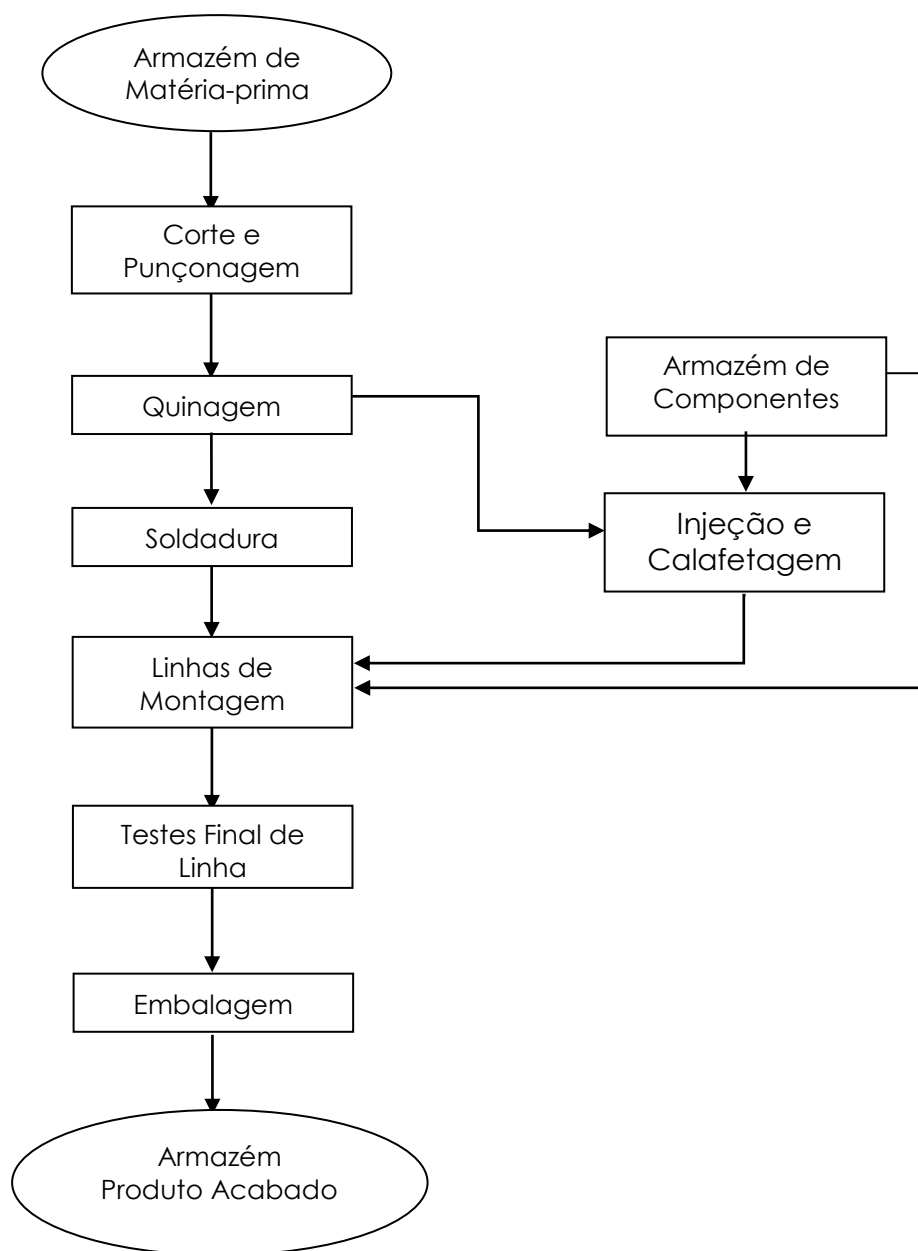 Armazém de
Matéria-prima
Corte e
Punçonagem
Quinagem
Armazém de
Componentes
Soldadura
Injeção e
Calafetagem
Linhas de
Montagem
Testes Final de
Linha
Embalagem
Armazém
Produto Acabado